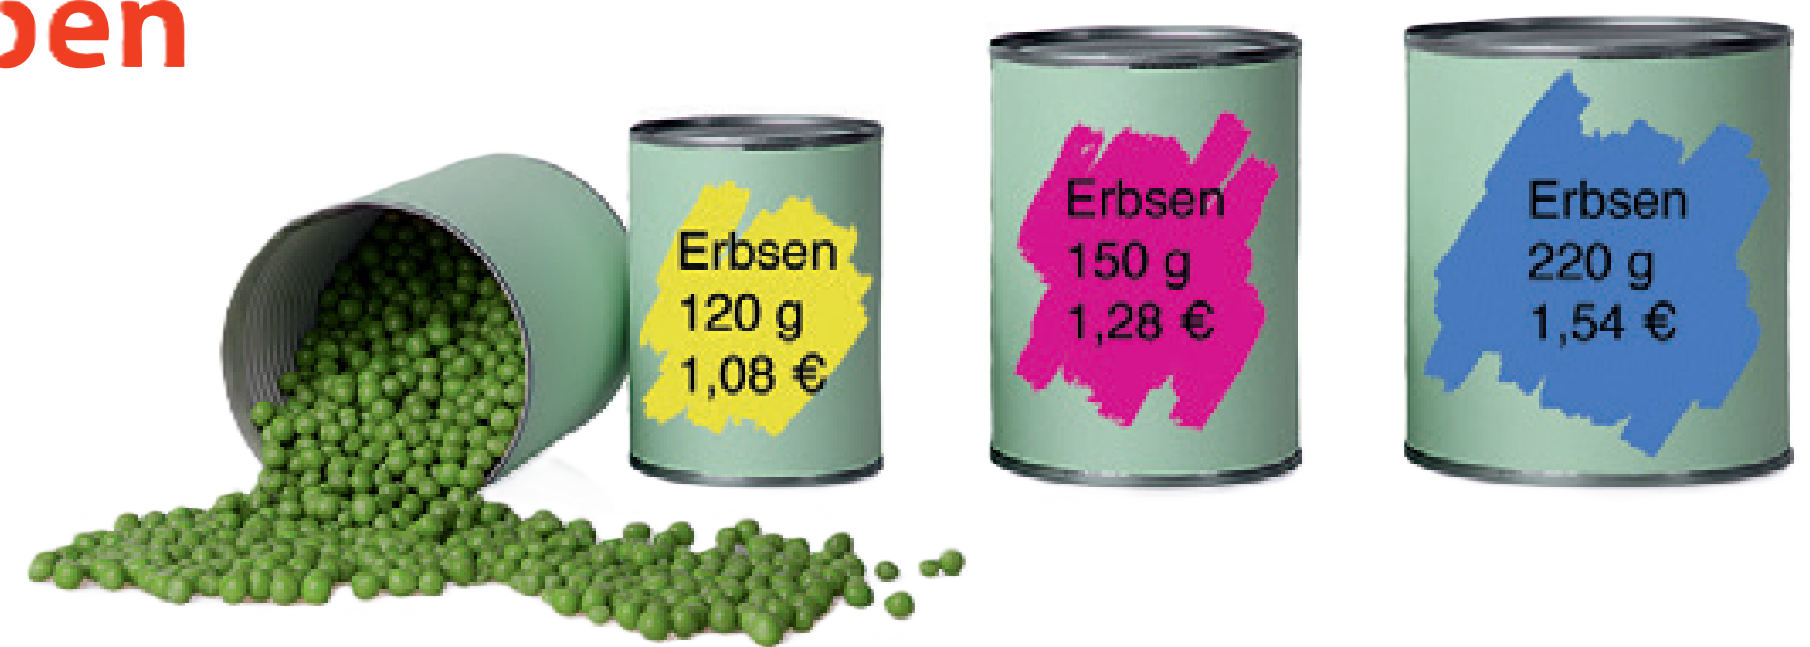 ben
Erbsen
120 g
1,08 €
Erbsen
150 g
1,28 €
Erbsen
220 g
1,54 €